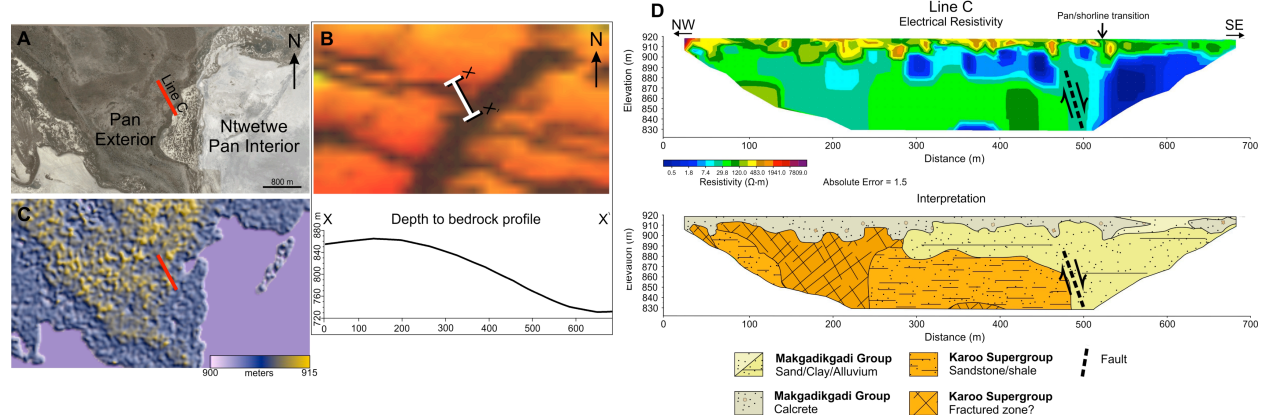 A
N
Line C
Pan
Exterior
Ntwetwe
Pan Interior
800 m
B
N
X
X`
C
900 meters 915
Depth to bedrock profile
X X`
720 760 800 840 880 m
0 100 200 300 400 500 600
D
Line C
Electrical Resistivity
NW
Pan/shorline transition
SE
Elevation (m)
920
910
900
890
880
870
860
850
840
830
0 100 200 300 400 500 600 700
Distance (m)
0.5 1.8 7.4 29.8 120.0 483.0 1941.0 7809.0
Resistivity (Ω-m) Absolute Error = 1.5
Interpretation
Elevation (m)
920
910
900
890
880
870
860
850
840
830
0 100 200 300 400 500 600 700
Distance (m)
Makgadikgadi Group
Sand/Clay/Alluvium
Karoo Supergroup
Sandstone/shale
Fault
Makgadikgadi Group
Calcrete
Karoo Supergroup
Fractured zone?